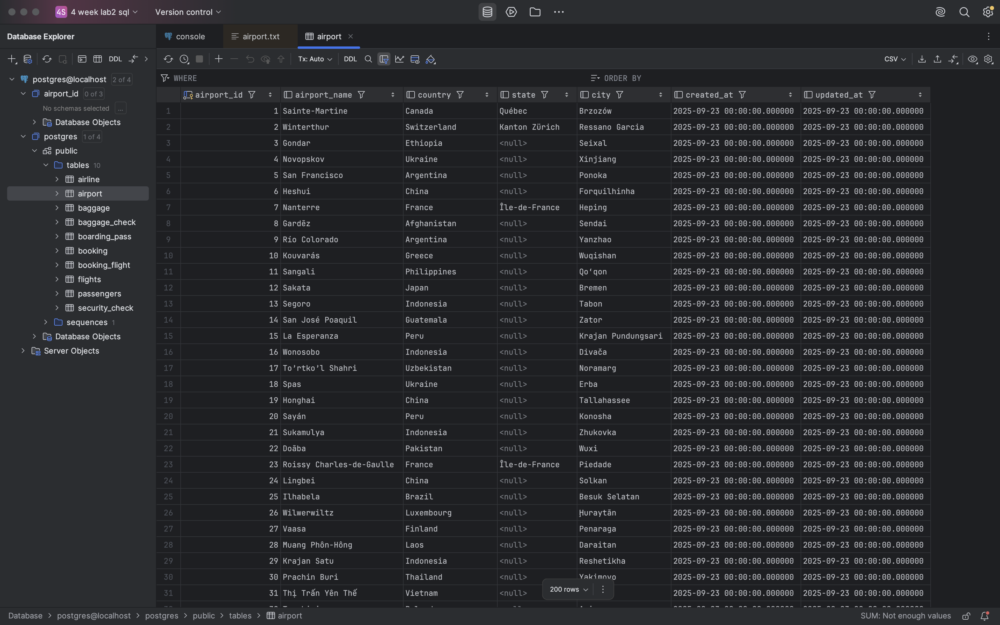 4S 4 week lab2 sql Version control
Database Explorer console airport.txt airport
DDL Tx: Auto DDL CSV
WHERE ORDER BY
postgres@localhost 2 of 4
airport_id 0 of 3
No schemas selected ...
Database Objects
postgres 1 of 4
public
tables 10
airline
airport
baggage
baggage_check
boarding_pass
booking
booking_flight
flights
passengers
security_check
sequences 1
Database Objects
Server Objects
airport_id airport_name country state city created_at updated_at
1 1 Sainte-Martine Canada Québec Brzozów 2025-09-23 00:00:00.000000 2025-09-23 00:00:00.000000
2 2 Winterthur Switzerland Kanton Zürich Ressano Garcia 2025-09-23 00:00:00.000000 2025-09-23 00:00:00.000000
3 3 Gondar Ethiopia <null> Seixal 2025-09-23 00:00:00.000000 2025-09-23 00:00:00.000000
4 4 Novopskov Ukraine <null> Xinjiang 2025-09-23 00:00:00.000000 2025-09-23 00:00:00.000000
5 5 San Francisco Argentina <null> Ponoka 2025-09-23 00:00:00.000000 2025-09-23 00:00:00.000000
6 6 Heshui China <null> Forquilhinha 2025-09-23 00:00:00.000000 2025-09-23 00:00:00.000000
7 7 Nanterre France Île-de-France Heping 2025-09-23 00:00:00.000000 2025-09-23 00:00:00.000000
8 8 Gardēz Afghanistan <null> Sendai 2025-09-23 00:00:00.000000 2025-09-23 00:00:00.000000
9 9 Río Colorado Argentina <null> Yanzhao 2025-09-23 00:00:00.000000 2025-09-23 00:00:00.000000
10 10 Kouvarás Greece <null> Wuqishan 2025-09-23 00:00:00.000000 2025-09-23 00:00:00.000000
11 11 Sangali Philippines <null> Qo‘qon 2025-09-23 00:00:00.000000 2025-09-23 00:00:00.000000
12 12 Sakata Japan <null> Bremen 2025-09-23 00:00:00.000000 2025-09-23 00:00:00.000000
13 13 Segoro Indonesia <null> Tabon 2025-09-23 00:00:00.000000 2025-09-23 00:00:00.000000
14 14 San José Poaquil Guatemala <null> Zator 2025-09-23 00:00:00.000000 2025-09-23 00:00:00.000000
15 15 La Esperanza Peru <null> Krajan Pundungsari 2025-09-23 00:00:00.000000 2025-09-23 00:00:00.000000
16 16 Wonosobo Indonesia <null> Divača 2025-09-23 00:00:00.000000 2025-09-23 00:00:00.000000
17 17 To’rtko’l Shahri Uzbekistan <null> Noramarg 2025-09-23 00:00:00.000000 2025-09-23 00:00:00.000000
18 18 Spas Ukraine <null> Erba 2025-09-23 00:00:00.000000 2025-09-23 00:00:00.000000
19 19 Honghai China <null> Tallahassee 2025-09-23 00:00:00.000000 2025-09-23 00:00:00.000000
20 20 Sayán Peru <null> Konosha 2025-09-23 00:00:00.000000 2025-09-23 00:00:00.000000
21 21 Sukamulya Indonesia <null> Zhukovka 2025-09-23 00:00:00.000000 2025-09-23 00:00:00.000000
22 22 Doāba Pakistan <null> Wuxi 2025-09-23 00:00:00.000000 2025-09-23 00:00:00.000000
23 23 Roissy Charles-de-Gaulle France Île-de-France Piedade 2025-09-23 00:00:00.000000 2025-09-23 00:00:00.000000
24 24 Lingbei China <null> Solkan 2025-09-23 00:00:00.000000 2025-09-23 00:00:00.000000
25 25 Ilhabela Brazil <null> Besuk Selatan 2025-09-23 00:00:00.000000 2025-09-23 00:00:00.000000
26 26 Wilwerwiltz Luxembourg <null> Ḩuraytān 2025-09-23 00:00:00.000000 2025-09-23 00:00:00.000000
27 27 Vaasa Finland <null> Penaraga 2025-09-23 00:00:00.000000 2025-09-23 00:00:00.000000
28 28 Muang Phôn-Hông Laos <null> Daraitan 2025-09-23 00:00:00.000000 2025-09-23 00:00:00.000000
29 29 Krajan Satu Indonesia <null> Reshetikha 2025-09-23 00:00:00.000000 2025-09-23 00:00:00.000000
30 30 Prachin Buri Thailand <null> Yakimovo 2025-09-23 00:00:00.000000 2025-09-23 00:00:00.000000
31 31 Thị Trấn Yên Thế Vietnam <null> 2025-09-23 00:00:00.000000 2025-09-23 00:00:00.000000
200 rows
Database postgres@localhost postgres public tables airport SUM: Not enough values